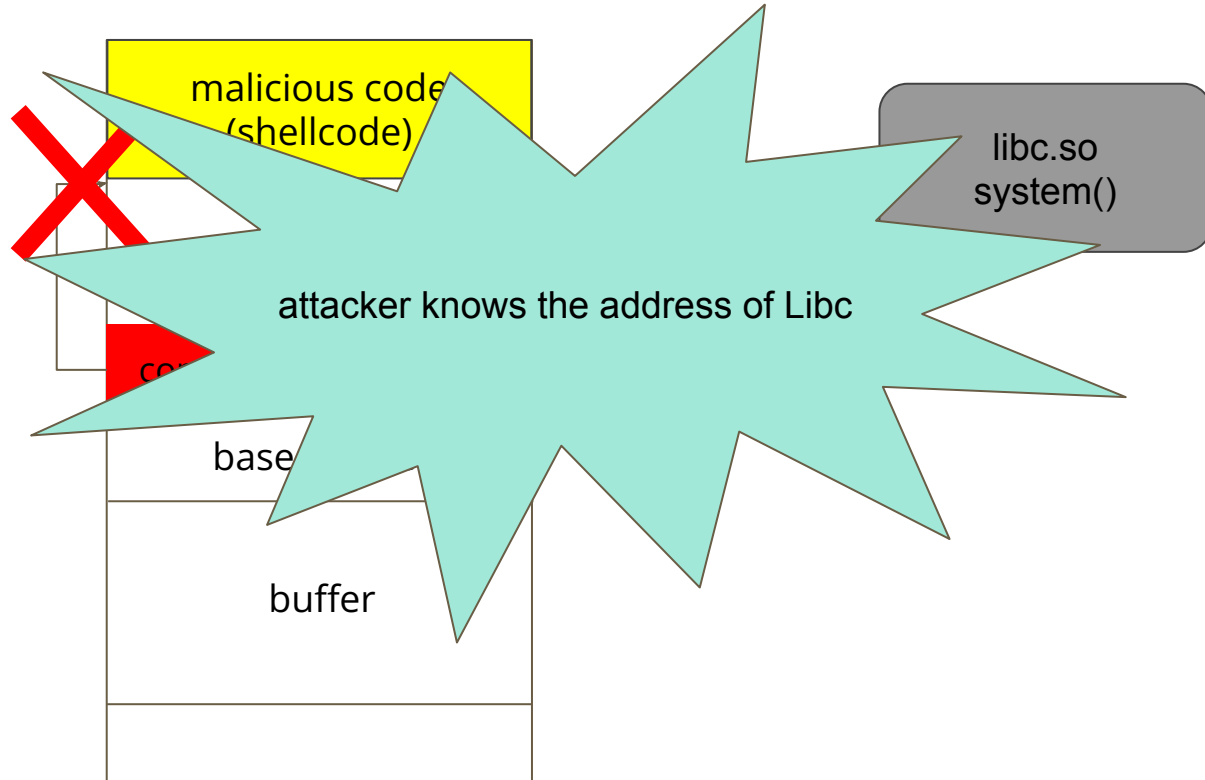 malicious code
(shellcode)
libc.so
system()
attacker knows the address of Libc
base
buffer